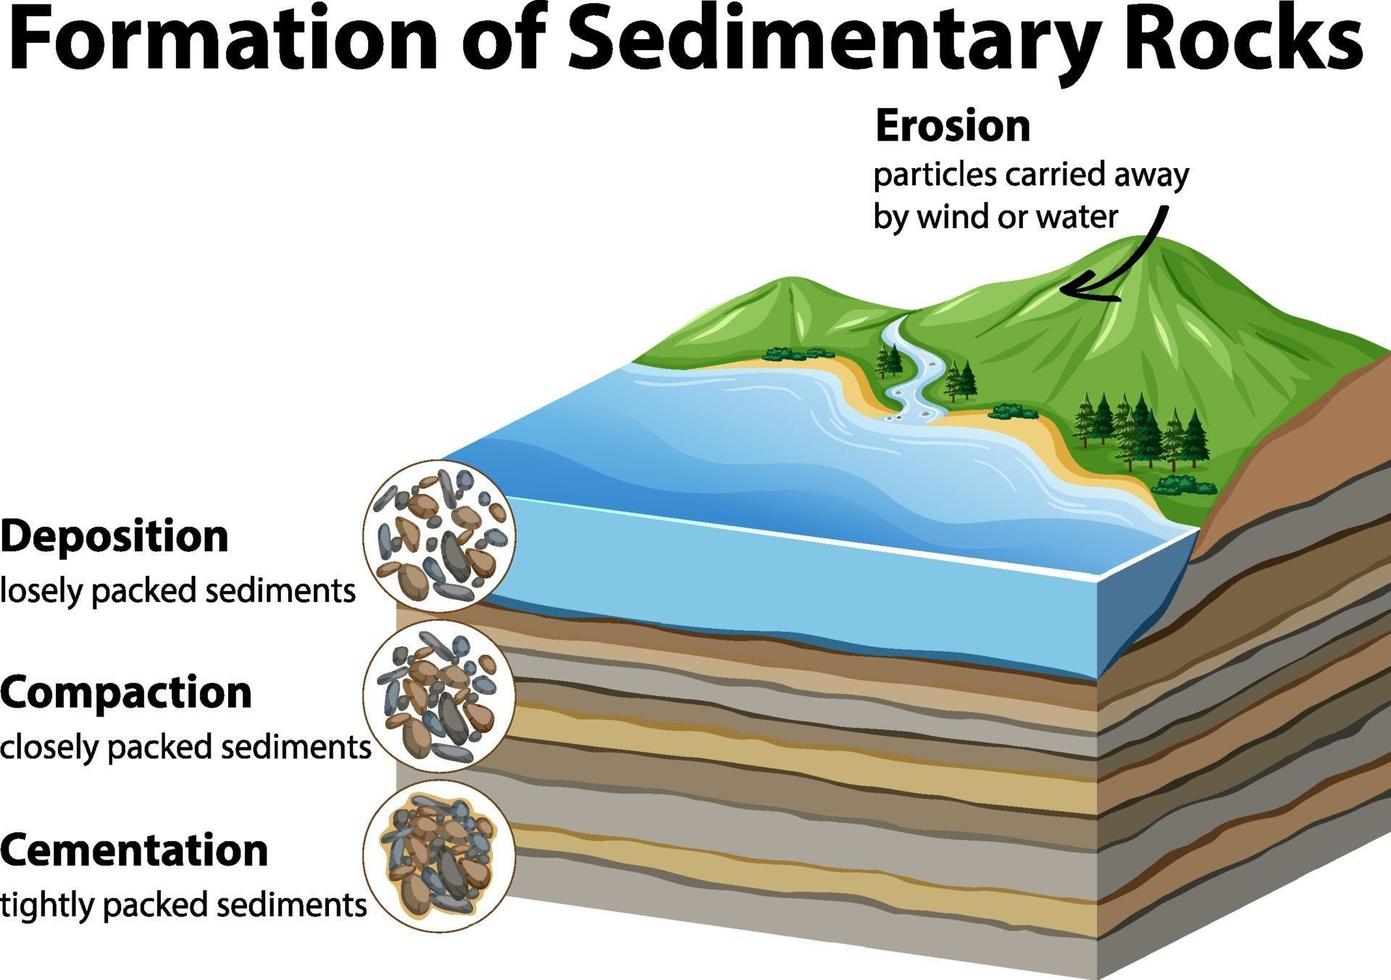 Formation of Sedimentary Rocks
Erosion
particles carried away
by wind or water
Deposition
losely packed sediments
Compaction
closely packed sediments
Cementation
tightly packed sediments